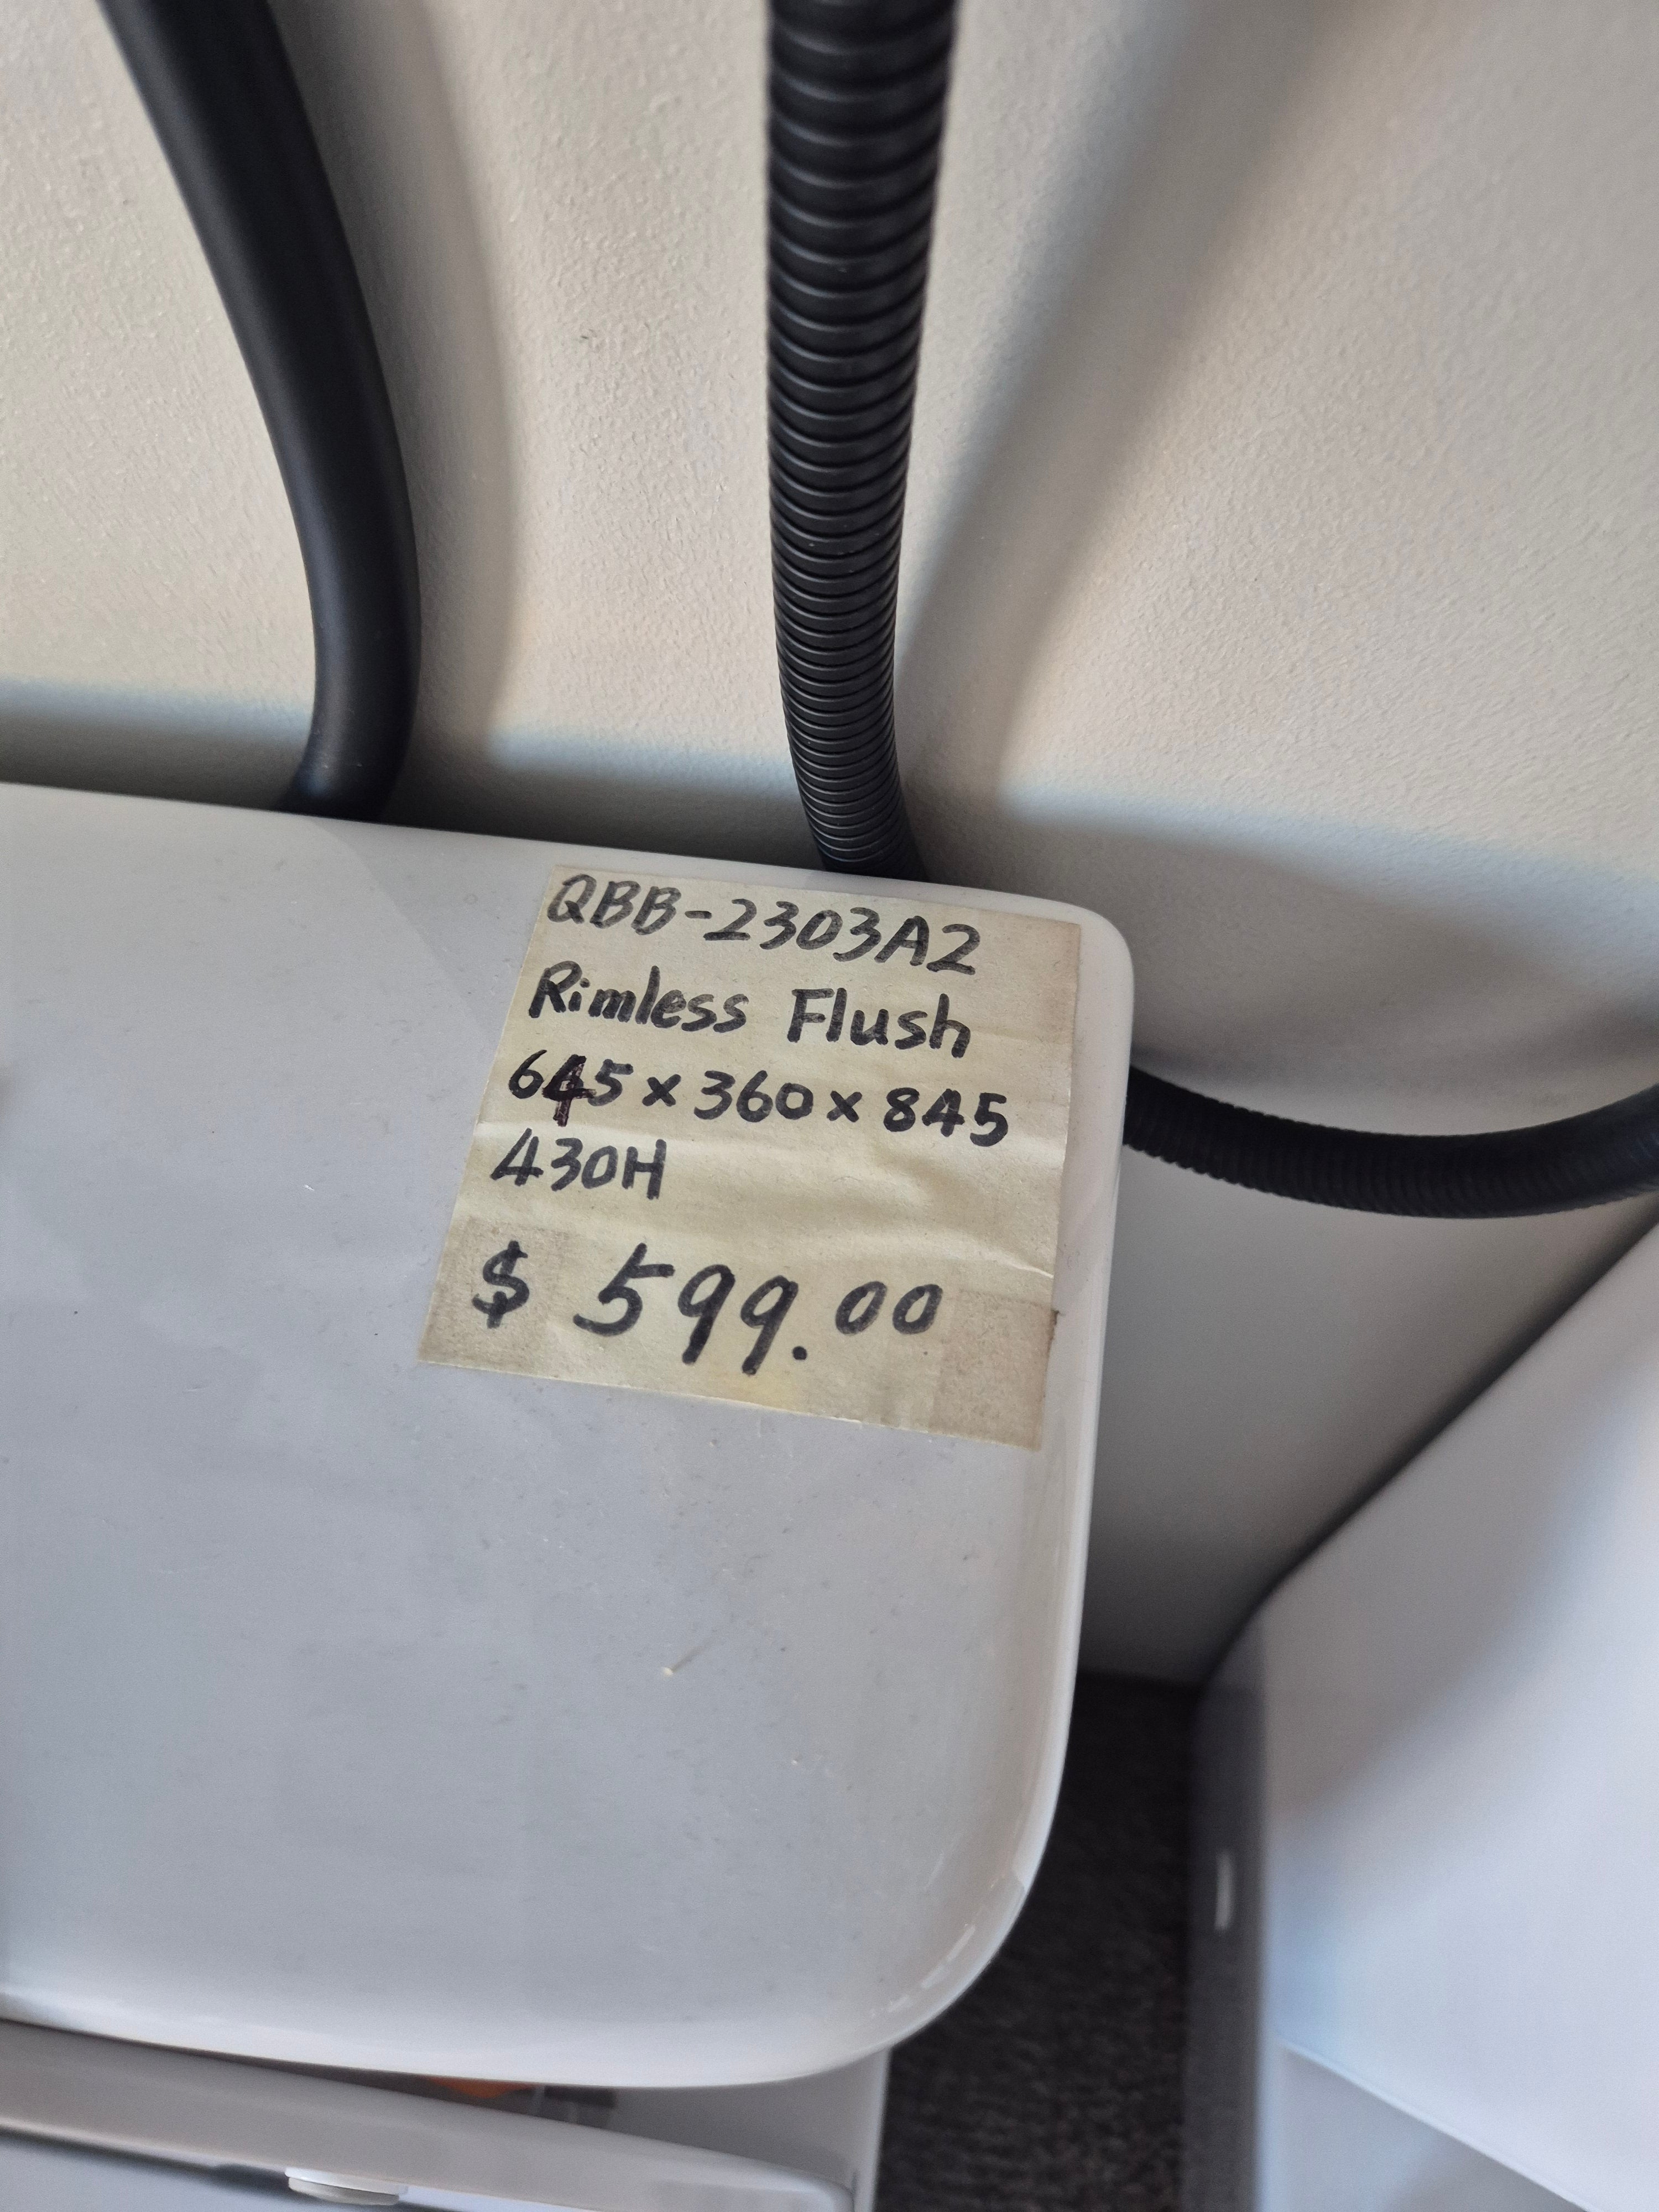 QBB-2303A2
Rimless Flush
645 x 360 x 845
430H
$ 599.00